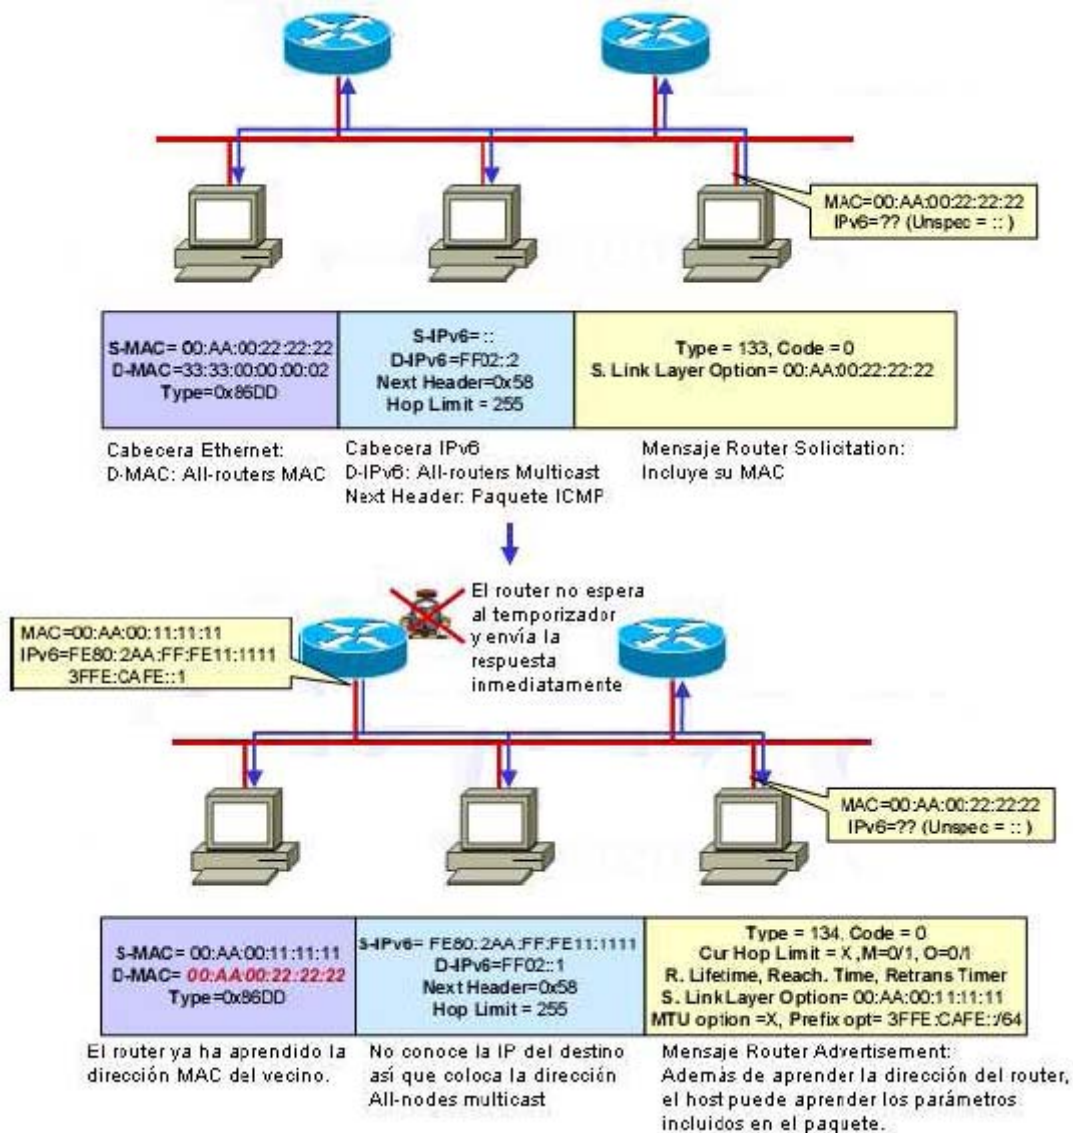 MAC=00:AA:00:22:22:22
IPv6=?? (Unspec = :: )
S-MAC= 00:AA:00:22:22:22
D-MAC=33:33:00:00:00:02
Type=0x86DD
S-IPv6= ::
D-IPv6=FF02::2
Next Header=0x58
Hop Limit = 255
Type = 133, Code = 0
S. Link Layer Option= 00:AA:00:22:22:22
Cabecera Ethernet:
D-MAC: All-routers MAC
Cabecera IPv6
D-IPv6: All-routers Multicast
Next Header: Paquete ICMP
Mensaje Router Solicitation:
Incluye su MAC
El router no espera
al temporizador
y envía la
respuesta
inmediatamente
MAC=00:AA:00:11:11:11
IPv6=FE80:2AA:FF:FE11:1111
3FFE:CAFE::1
MAC=00:AA:00:22:22:22
IPv6=?? (Unspec = :: )
S-MAC= 00:AA:00:11:11:11
D-MAC= 00:AA:00:22:22:22
Type=0x86DD
S-IPv6= FE80:2AA:FF:FE11:1111
D-IPv6=FF02::1
Next Header=0x58
Hop Limit = 255
Type = 134, Code = 0
Cur Hop Limit = X ,M=0/1, O=0/1
R. Lifetime, Reach. Time, Retrans Timer
S. LinkLayer Option= 00:AA:00:11:11:11
MTU option =X, Prefix opt= 3FFE:CAFE::/64
El router ya ha aprendido la
dirección MAC del vecino.
No conoce la IP del destino
así que coloca la dirección
All-nodes multicast
Mensaje Router Advertisement:
Además de aprender la dirección del router,
el host puede aprender los parámetros
incluidos en el paquete.